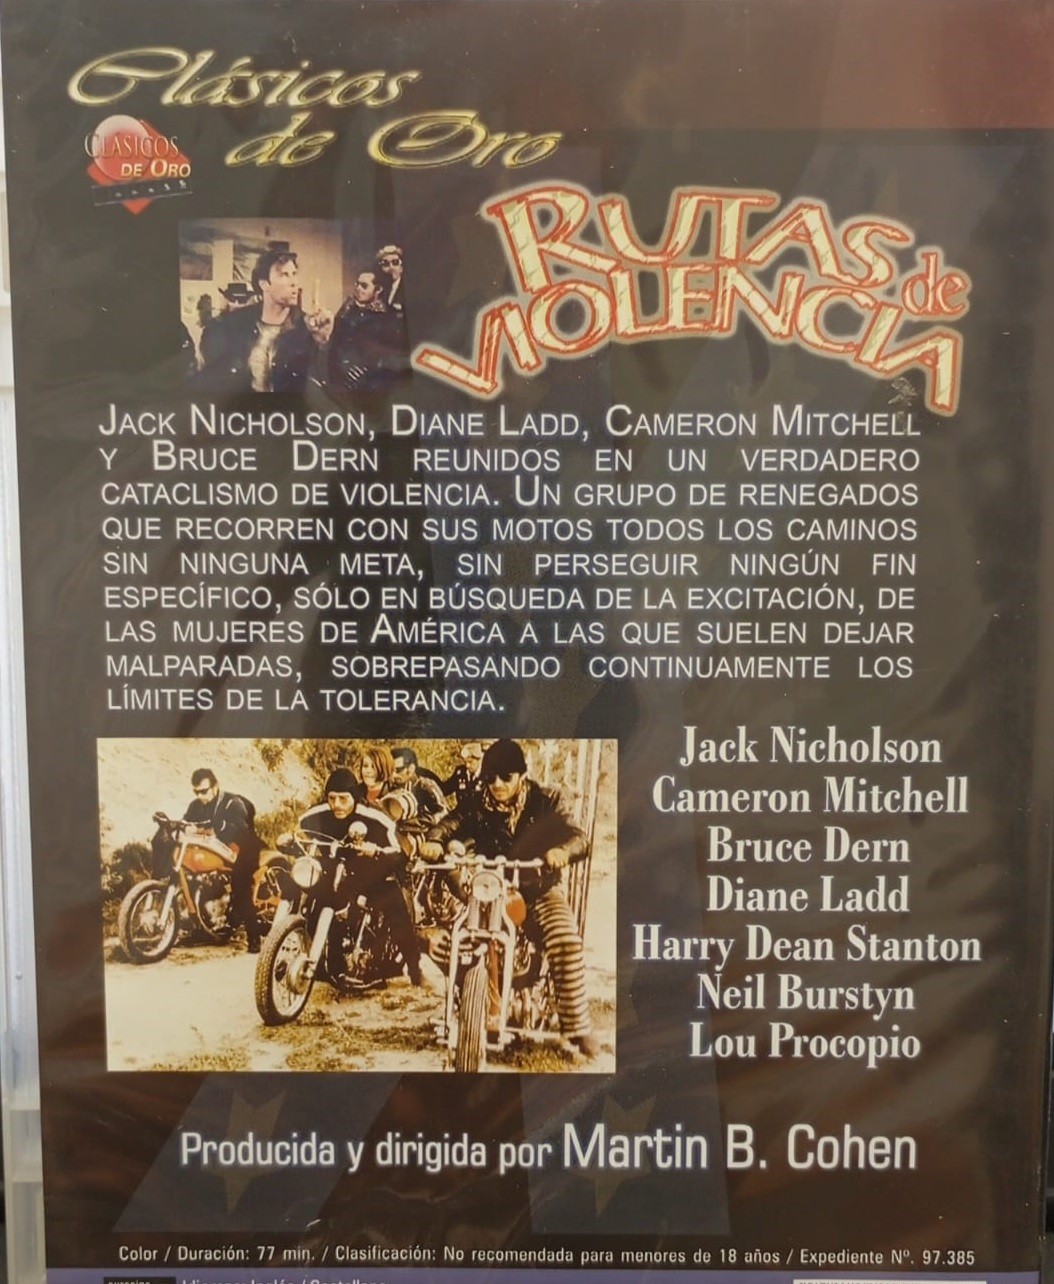 Clásicos
de Oro
CLÁSICOS
DE ORO
RUTAS de
VIOLENCIA
JACK NICHOLSON, DIANE LADD, CAMERON MITCHELL
Y BRUCE DERN REUNIDOS EN UN VERDADERO
CATACLISMO DE VIOLENCIA. UN GRUPO DE RENEGADOS
QUE RECORREN CON SUS MOTOS TODOS LOS CAMINOS
SIN NINGUNA META, SIN PERSEGUIR NINGÚN FIN
ESPECÍFICO, SÓLO EN BÚSQUEDA DE LA EXCITACIÓN, DE
LAS MUJERES DE AMÉRICA A LAS QUE SUELEN DEJAR
MALPARADAS, SOBREPASANDO CONTINUAMENTE LOS
LÍMITES DE LA TOLERANCIA.
Jack Nicholson
Cameron Mitchell
Bruce Dern
Diane Ladd
Harry Dean Stanton
Neil Burstyn
Lou Procopio
Producida y dirigida por Martin B. Cohen
Color / Duración: 77 min. / Clasificación: No recomendada para menores de 18 años / Expediente Nº. 97.385